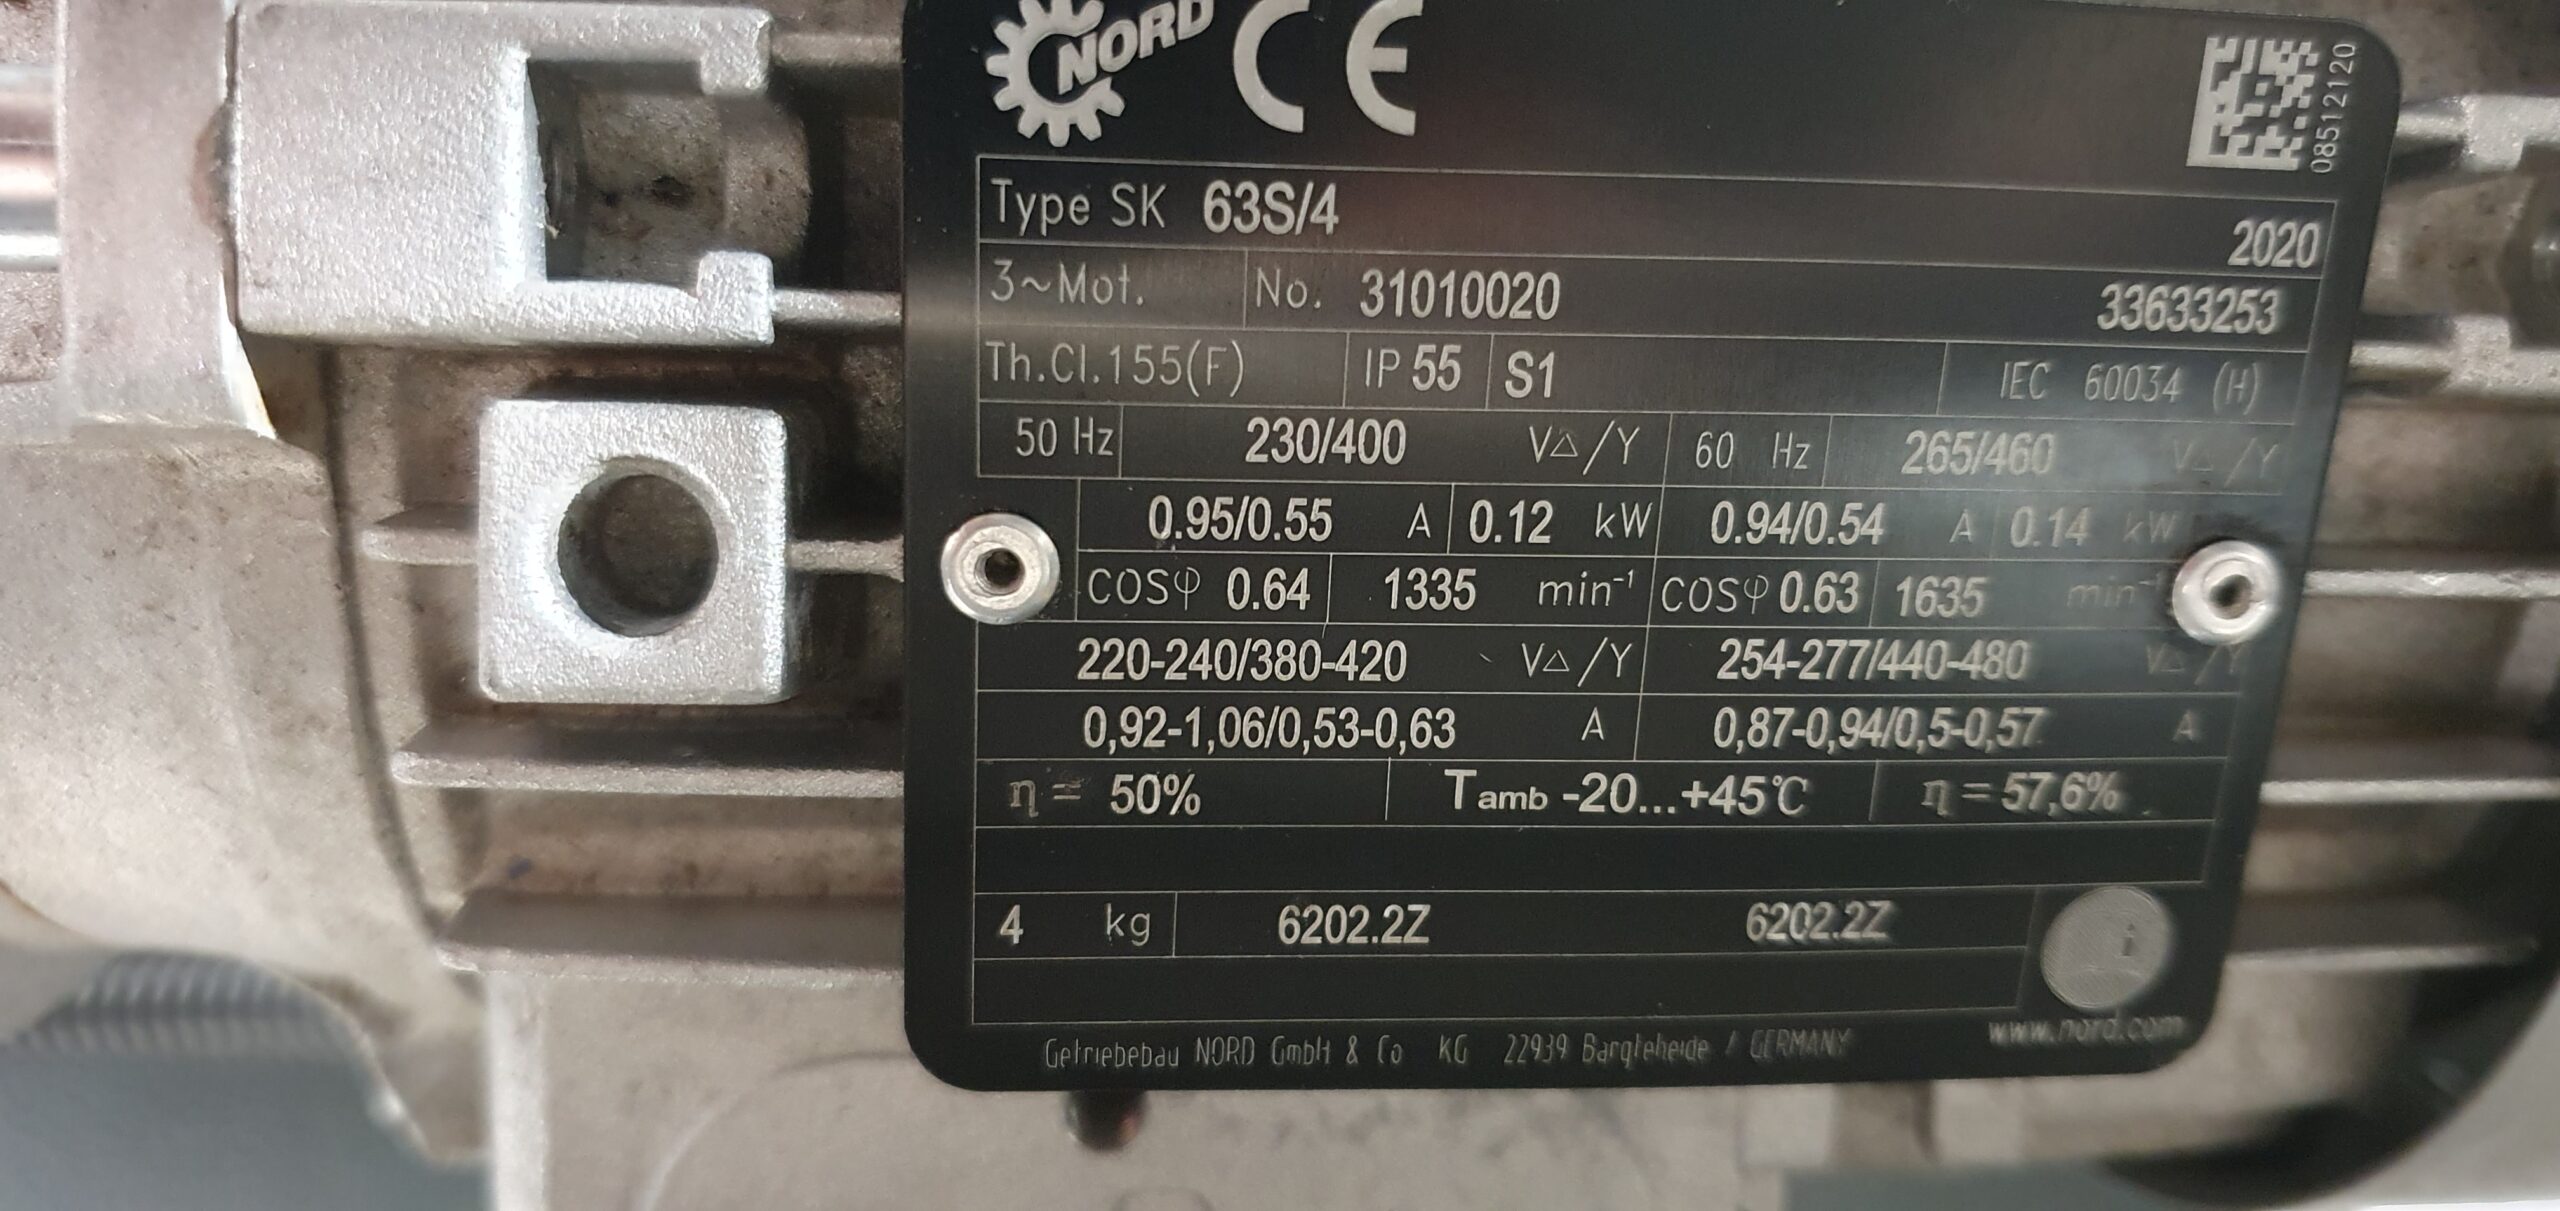 NORD CE
08512120
Type SK 63S/4 2020
3~Mot. No. 31010020 33633253
Th.Cl.155(F) IP 55 S1 IEC 60034 (H)
50 Hz 230/400 V△/Y 60 Hz 265/460 V△/Y
0.95/0.55 A 0.12 kW 0.94/0.54 A 0.14 kW
COSφ 0.64 1335 min⁻¹ COSφ 0.63 1635 min⁻¹
220-240/380-420 V△/Y 254-277/440-480 V△/Y
0,92-1,06/0,53-0,63 A 0,87-0,94/0,5-0,57 A
η = 50% Tamb -20...+45°C η = 57,6%
4 kg 6202.2Z 6202.2Z
i
www.nord.com
Getriebebau NORD GmbH & Co KG 22939 Bargteheide / GERMANY